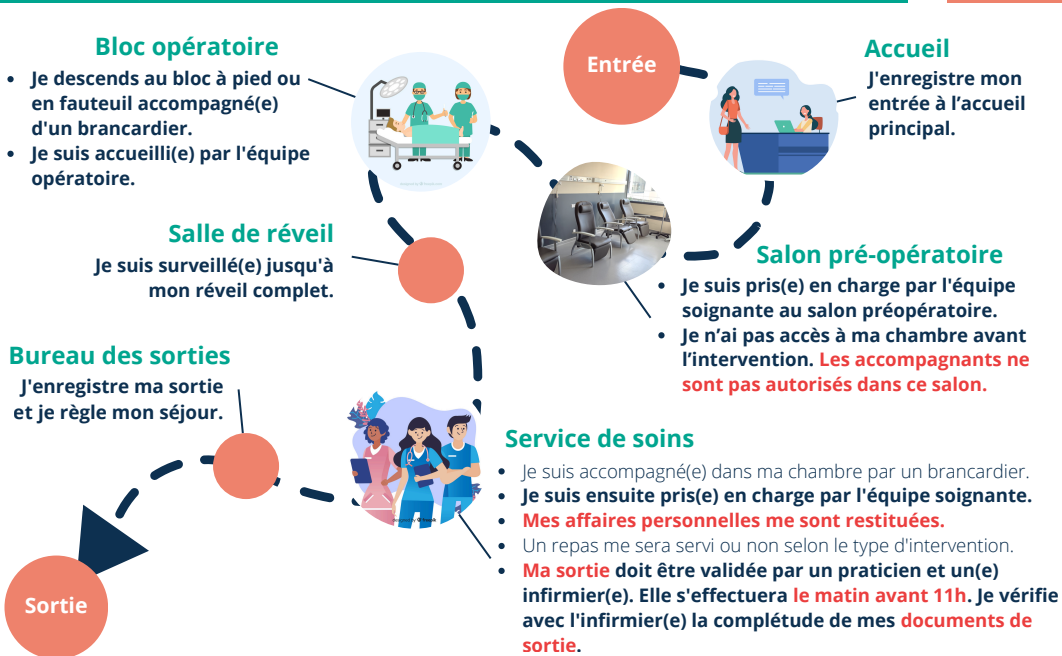 Entrée
Accueil
J'enregistre mon
entrée à l’accueil
principal.
Salon pré-opératoire
• Je suis pris(e) en charge par l'équipe
soignante au salon préopératoire.
• Je n’ai pas accès à ma chambre avant
l’intervention. Les accompagnants ne
sont pas autorisés dans ce salon.
Bloc opératoire
• Je descends au bloc à pied ou
en fauteuil accompagné(e)
d'un brancardier.
• Je suis accueilli(e) par l'équipe
opératoire.
Salle de réveil
Je suis surveillé(e) jusqu'à
mon réveil complet.
Service de soins
• Je suis accompagné(e) dans ma chambre par un brancardier.
• Je suis ensuite pris(e) en charge par l'équipe soignante.
• Mes affaires personnelles me sont restituées.
• Un repas me sera servi ou non selon le type d'intervention.
• Ma sortie doit être validée par un praticien et un(e)
infirmier(e). Elle s'effectuera le matin avant 11h. Je vérifie
avec l'infirmier(e) la complétude de mes documents de
sortie.
Bureau des sorties
J'enregistre ma sortie
et je règle mon séjour.
Sortie